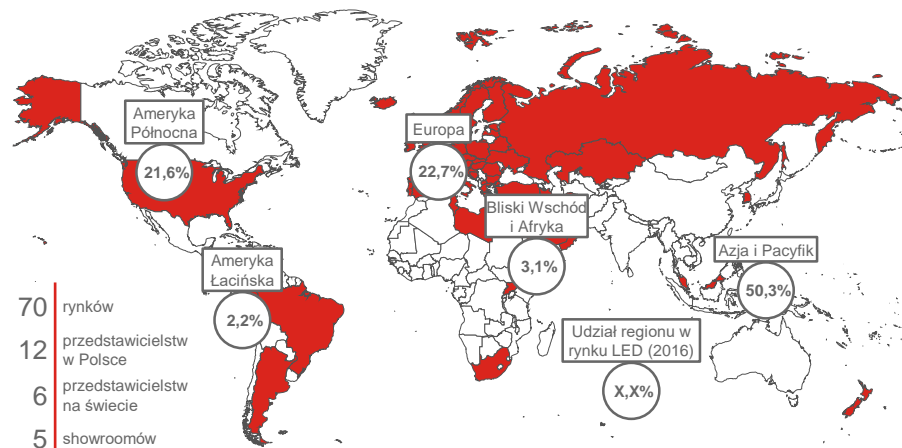 Ameryka
Północna
21,6%
Europa
22,7%
Bliski Wschód
i Afryka
3,1%
Azja i Pacyfik
50,3%
Ameryka
Łacińska
2,2%
Udział regionu w
rynku LED (2016)
X,X%
70 rynków
12 przedstawicielstw
w Polsce
6 przedstawicielstw
na świecie
5 showroomów